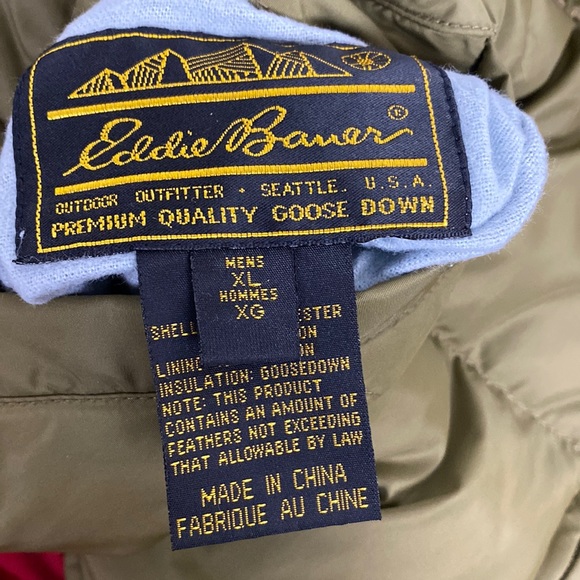 Eddie Bauer ®
OUTDOOR OUTFITTER • SEATTLE, U.S.A.
PREMIUM QUALITY GOOSE DOWN
MENS
XL
HOMMES
XG
SHELL
INSULATION: GOOSEDOWN
NOTE: THIS PRODUCT
CONTAINS AN AMOUNT OF
FEATHERS NOT EXCEEDING
THAT ALLOWABLE BY LAW
MADE IN CHINA
FABRIQUE AU CHINE